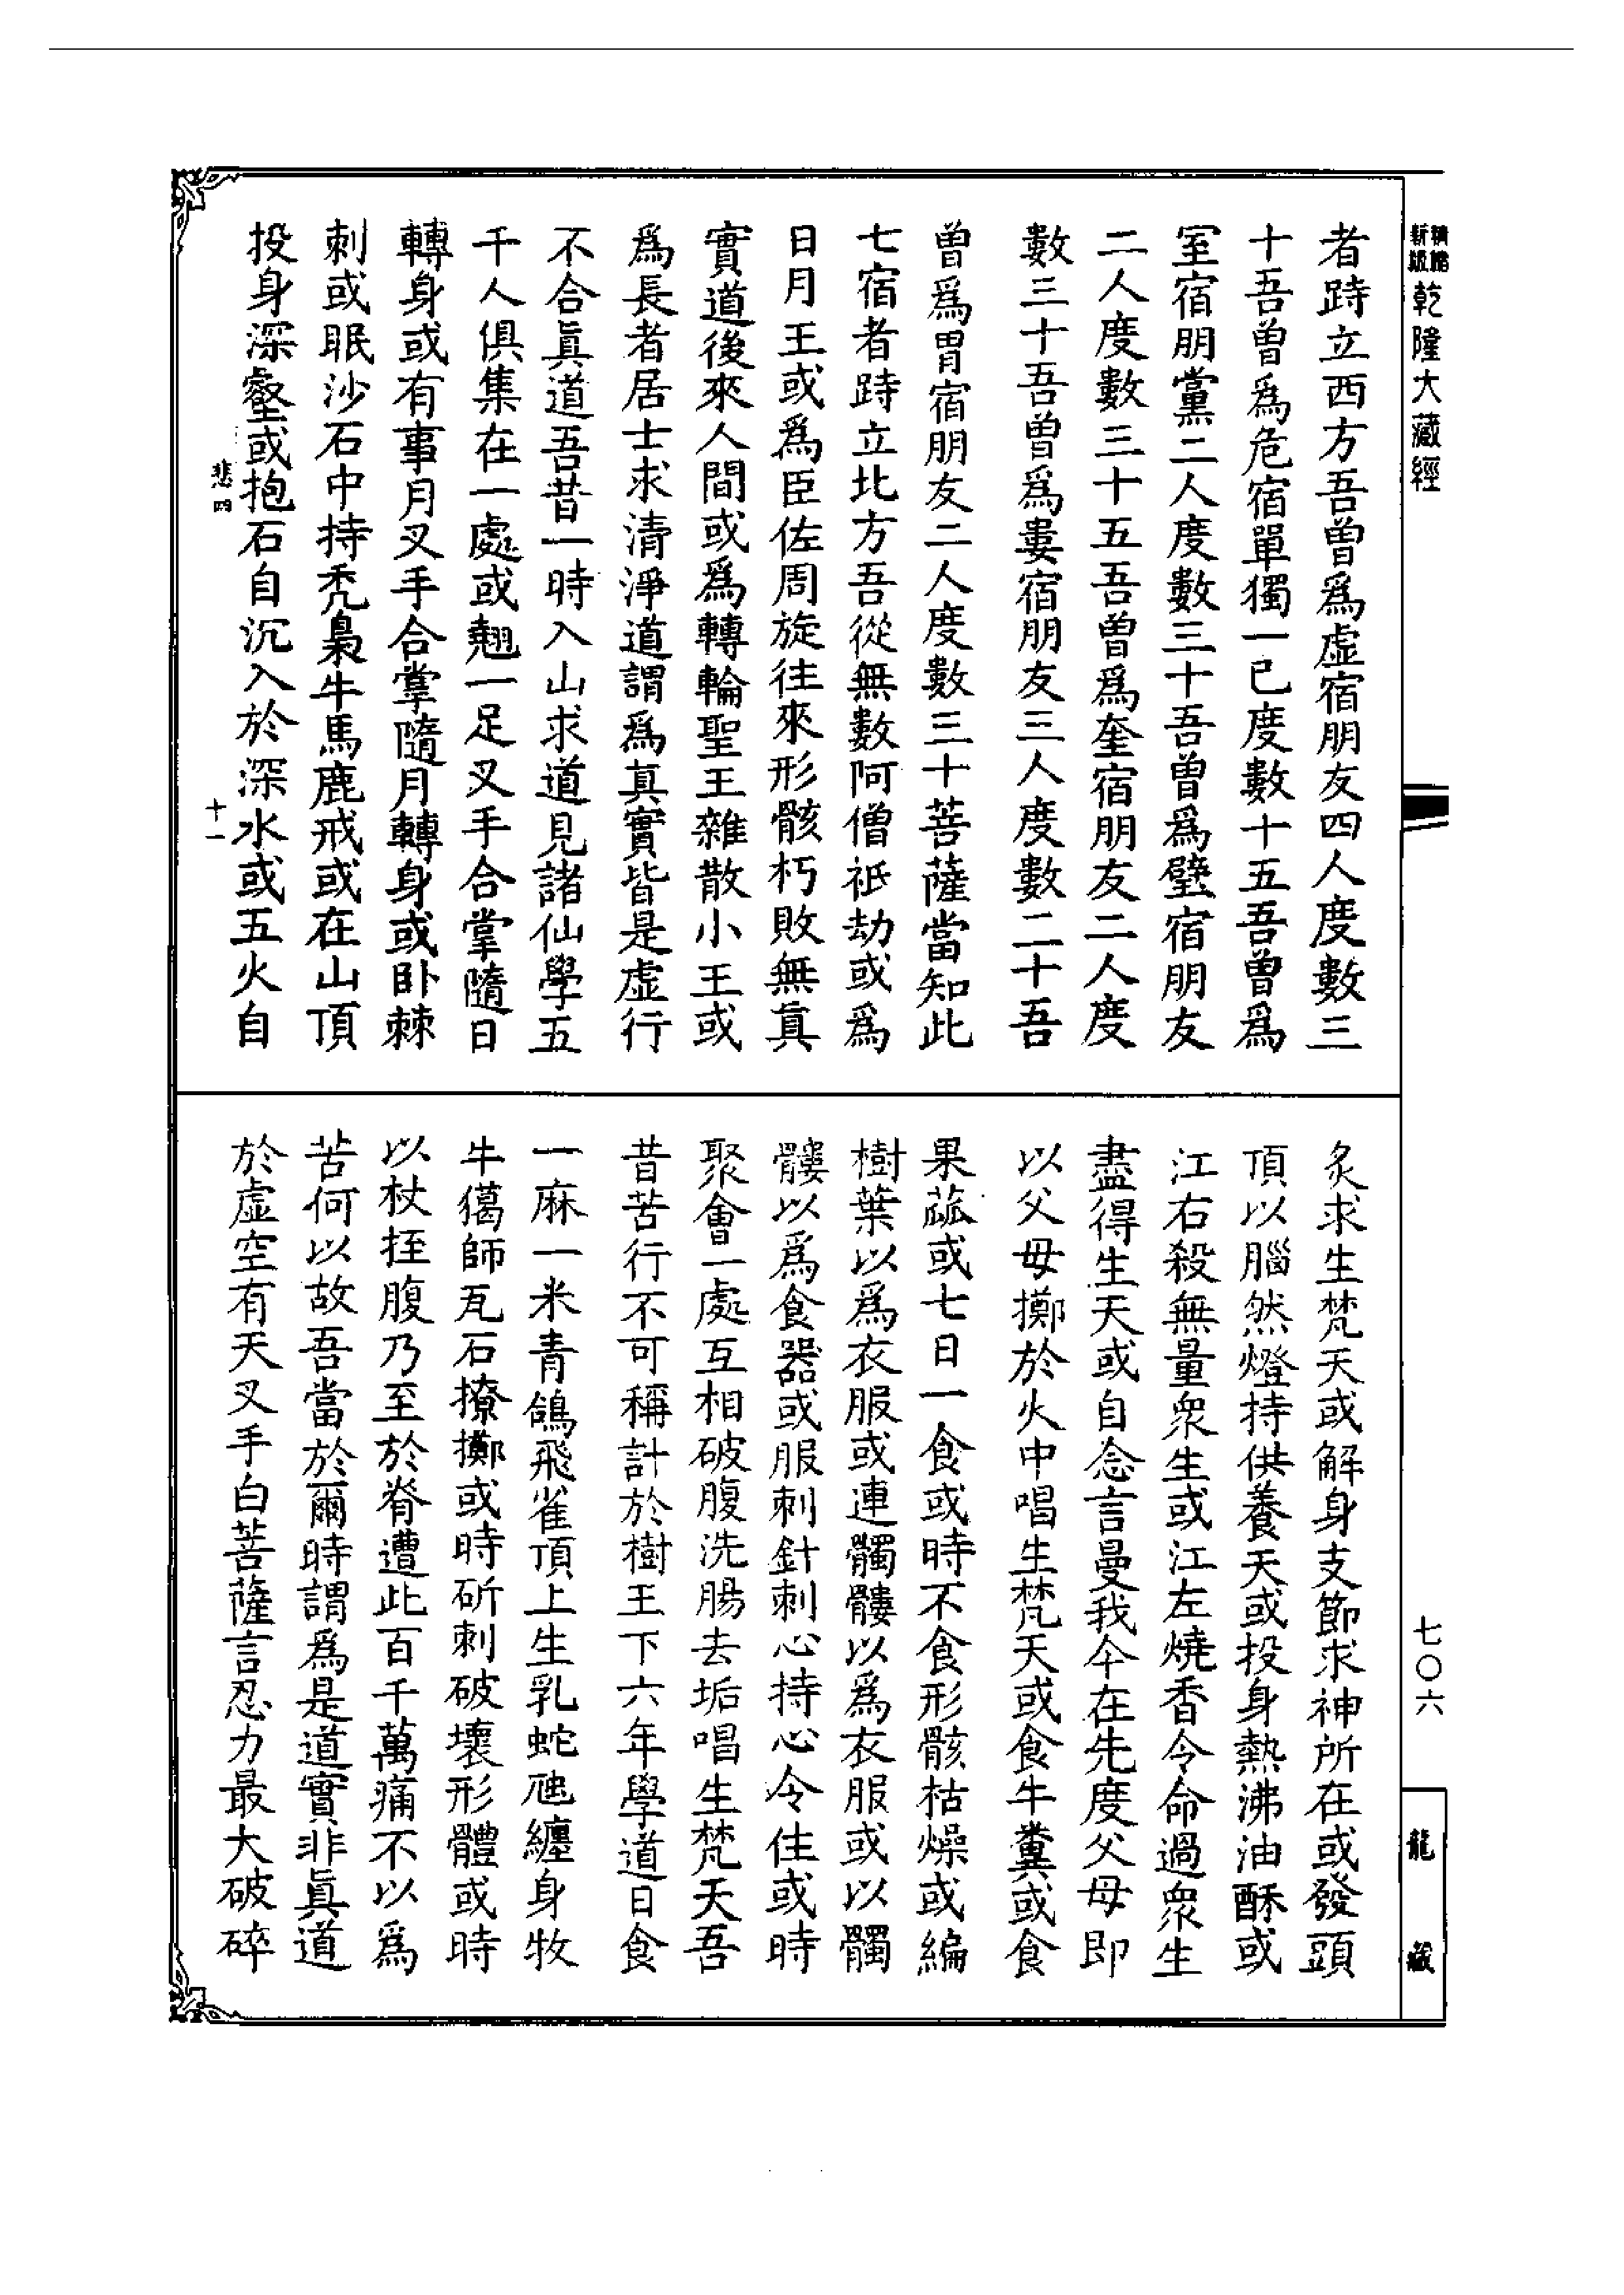 精繕
新版
乾隆大藏經
者跱立西方吾曾爲虛宿朋友四人度數三
十吾曾爲危宿單獨一已度數十五吾曾爲
室宿朋黨二人度數三十吾曾爲壁宿朋友
二人度數三十五吾曾爲奎宿朋友二人度
數三十吾曾爲婁宿朋友三人度數二十吾
曾爲胃宿朋友二人度數三十菩薩當知此
七宿者跱立北方吾從無數阿僧祇劫或爲
日月王或爲臣佐周旋往來形骸朽敗無眞
實道後來人間或爲轉輪聖王雜散小王或
爲長者居士求清淨道謂爲真實皆是虛行
不合眞道吾昔一時入山求道見諸仙學五
千人俱集在一處或翹一足叉手合掌隨日
轉身或有事月叉手合掌隨月轉身或卧棘
刺或眠沙石中持禿梟牛馬鹿戒或在山頂
投身深壑或抱石自沉入於深水或五火自
悲四
十一
炙求生梵天或解身支節求神所在或發頭
頂以腦然燈持供養天或投身熱沸油酥或
江右殺無量眾生或江左燒香令命過眾生
盡得生天或自念言曼我今在先度父母即
以父母擲於火中唱生梵天或食牛糞或食
果蓏或七日一食或時不食形骸枯燥或編
樹葉以爲衣服或連髑髏以爲衣服或以髑
髏以爲食器或服刺針刺心持心令住或時
聚會一處互相破腹洗腸去垢唱生梵天吾
昔苦行不可稱計於樹王下六年學道日食
一麻一米青鴿飛雀頂上生乳蛇虺纏身牧
牛獦師瓦石撩擲或時斫刺破壞形體或時
以杖拄腹乃至於脊遭此百千萬痛不以爲
苦何以故吾當於爾時謂爲是道實非眞道
於虛空有天叉手白菩薩言忍力最大破碎
七〇六
龍藏